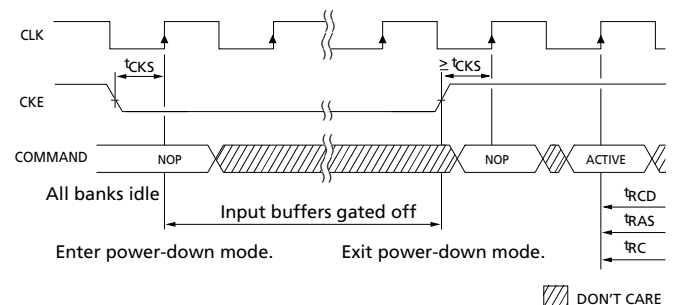 CLK
tCKS
≥ tCKS
CKE
COMMAND
NOP
NOP
ACTIVE
All banks idle
Input buffers gated off
tRCD
tRAS
tRC
Enter power-down mode.
Exit power-down mode.
DON'T CARE